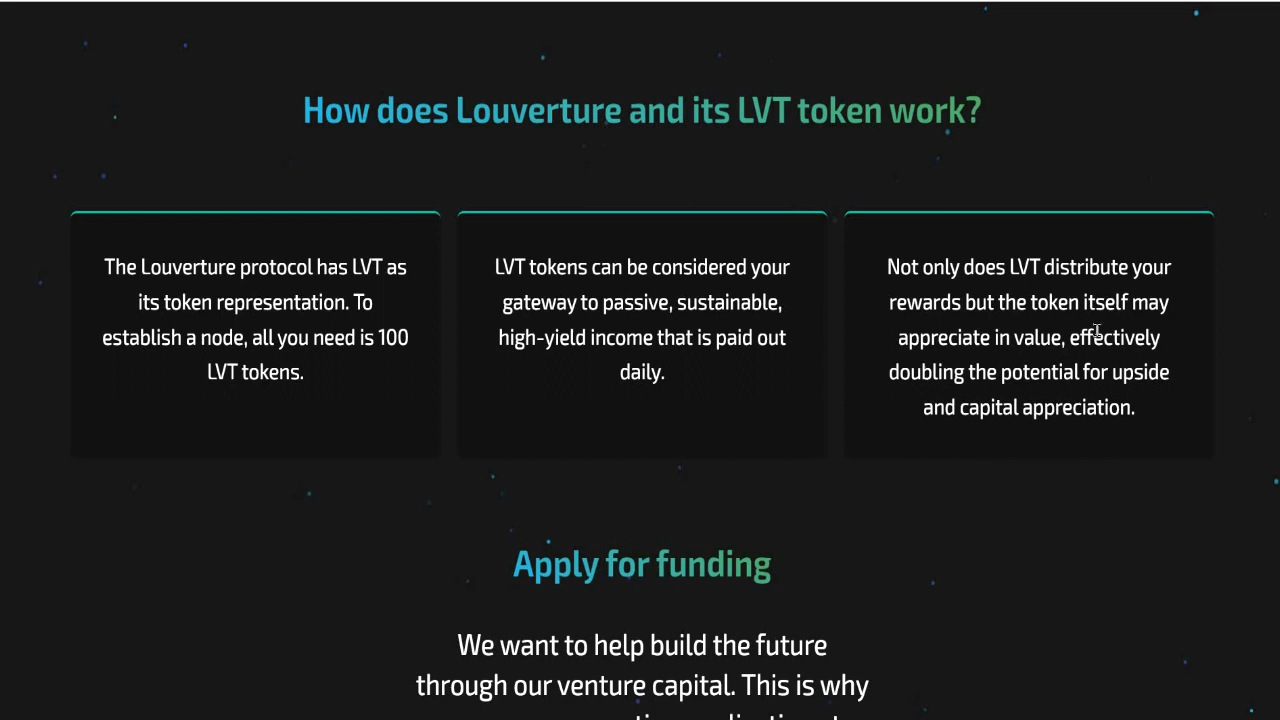 How does Louverture and its LVT token work?
The Louverture protocol has LVT as
its token representation. To
establish a node, all you need is 100
LVT tokens.
LVT tokens can be considered your
gateway to passive, sustainable,
high-yield income that is paid out
daily.
Not only does LVT distribute your
rewards but the token itself may
appreciate in value, effectively
doubling the potential for upside
and capital appreciation.
Apply for funding
We want to help build the future
through our venture capital. This is why